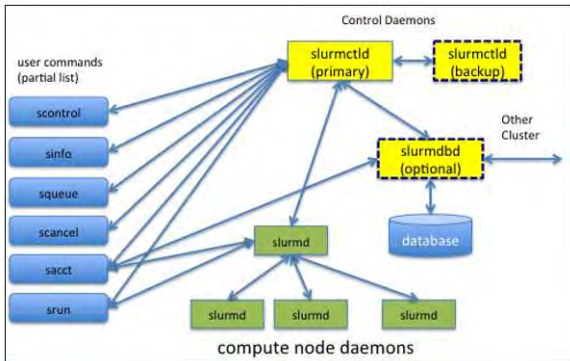 Control Daemons
user commands
(partial list)
slurmctld
(primary)
slurmctld
(backup)
scontrol
sinfo
squeue
scancel
sacct
srun
Other
Cluster
slurmdbd
(optional)
database
slurmd
slurmd
slurmd
slurmd
compute node daemons